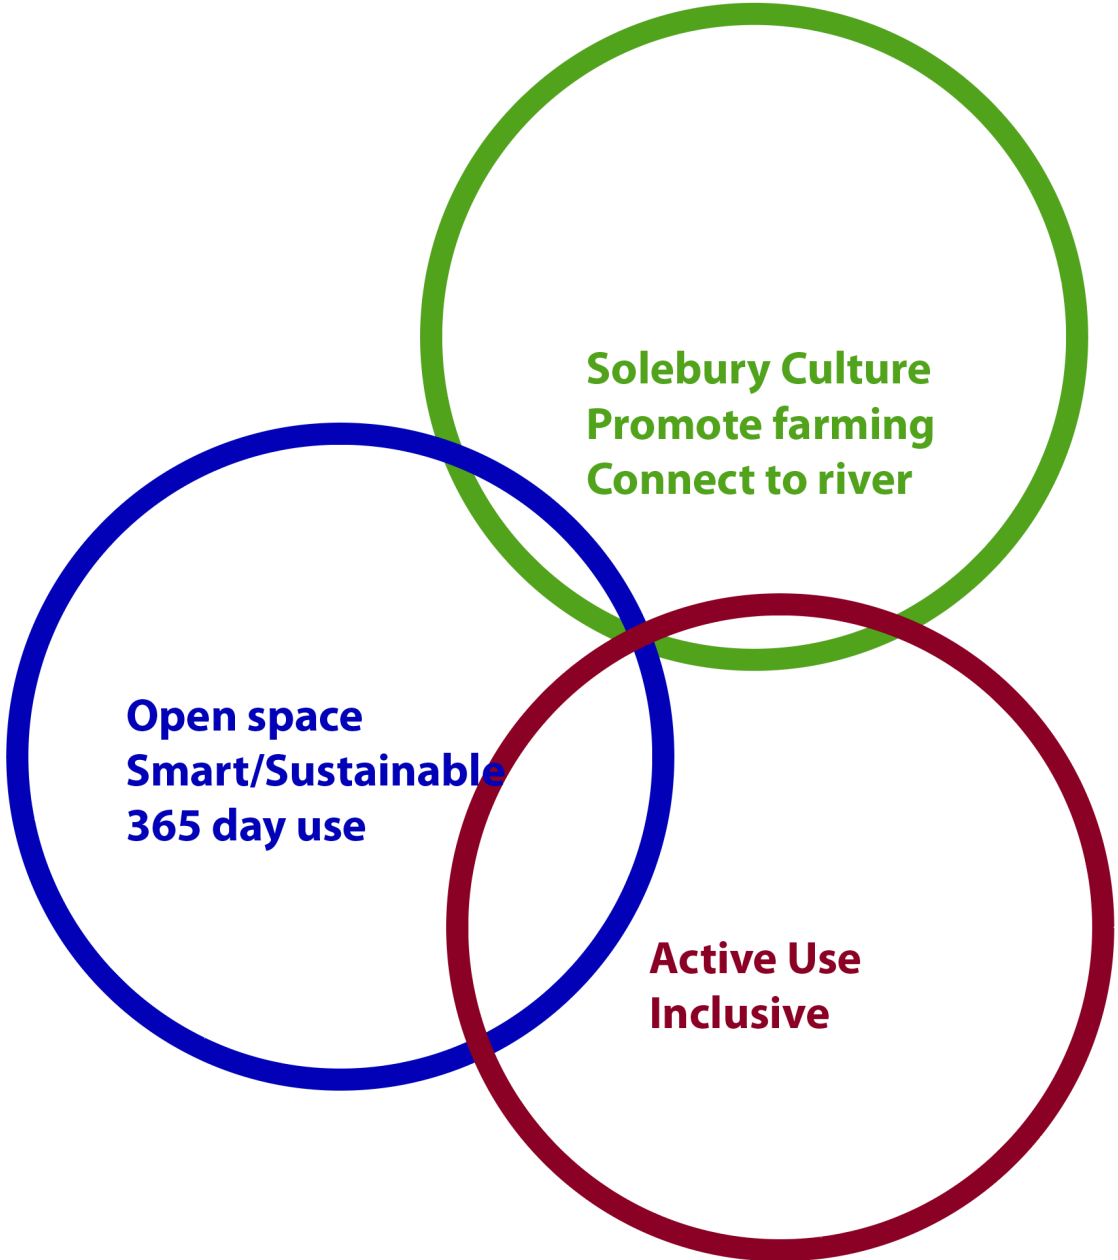 Solebury Culture
Promote farming
Connect to river
Open space
Smart/Sustainable
365 day use
Active Use
Inclusive